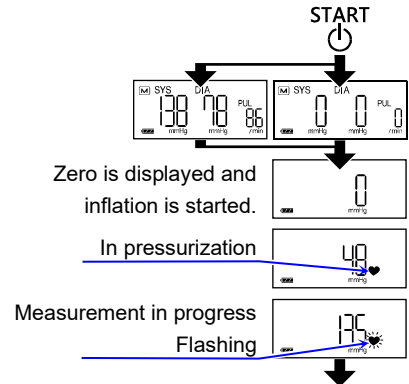 START
M SYS DIA
138 78 PUL 86
mmHg mmHg /min
M SYS DIA
0 0 PUL 0
mmHg mmHg /min
Zero is displayed and
inflation is started.
0
mmHg
In pressurization
48
mmHg
Measurement in progress
Flashing
135
mmHg